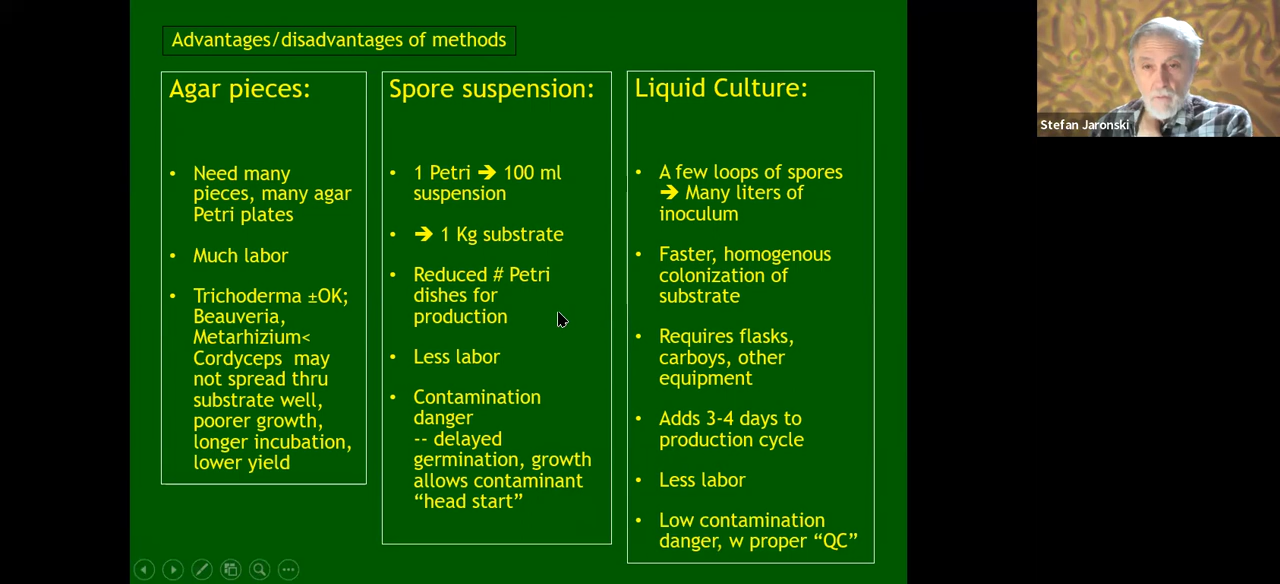 Advantages/disadvantages of methods
Agar pieces:
• Need many
pieces, many agar
Petri plates
• Much labor
• Trichoderma ±OK;
Beauveria,
Metarhizium<
Cordyceps may
not spread thru
substrate well,
poorer growth,
longer incubation,
lower yield
Spore suspension:
• 1 Petri ➔ 100 ml
suspension
• ➔ 1 Kg substrate
• Reduced # Petri
dishes for
production
• Less labor
• Contamination
danger
-- delayed
germination, growth
allows contaminant
“head start”
Liquid Culture:
• A few loops of spores
➔ Many liters of
inoculum
• Faster, homogenous
colonization of
substrate
• Requires flasks,
carboys, other
equipment
• Adds 3-4 days to
production cycle
• Less labor
• Low contamination
danger, w proper “QC”
Stefan Jaronski